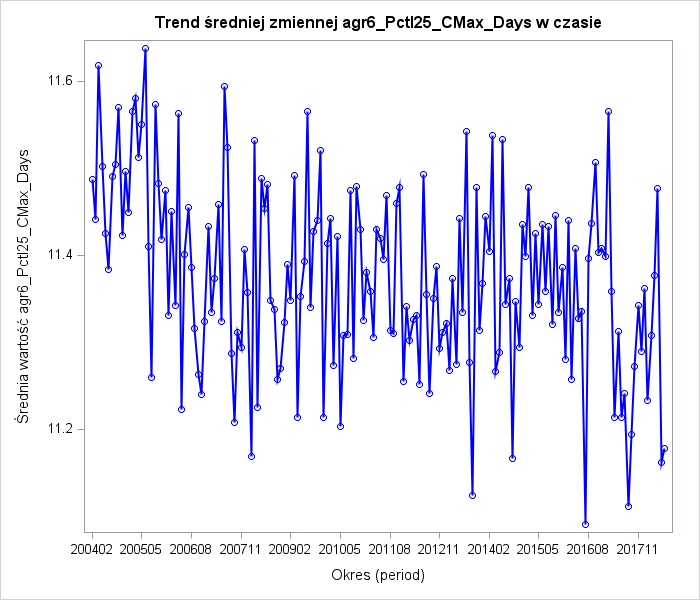 Trend średniej zmiennej agr6_Pctl25_CMax_Days w czasie
Średnia wartość agr6_Pctl25_CMax_Days
11.6
11.4
11.2
200402 200505 200608 200711 200902 201005 201108 201211 201402 201505 201608 201711
Okres (period)